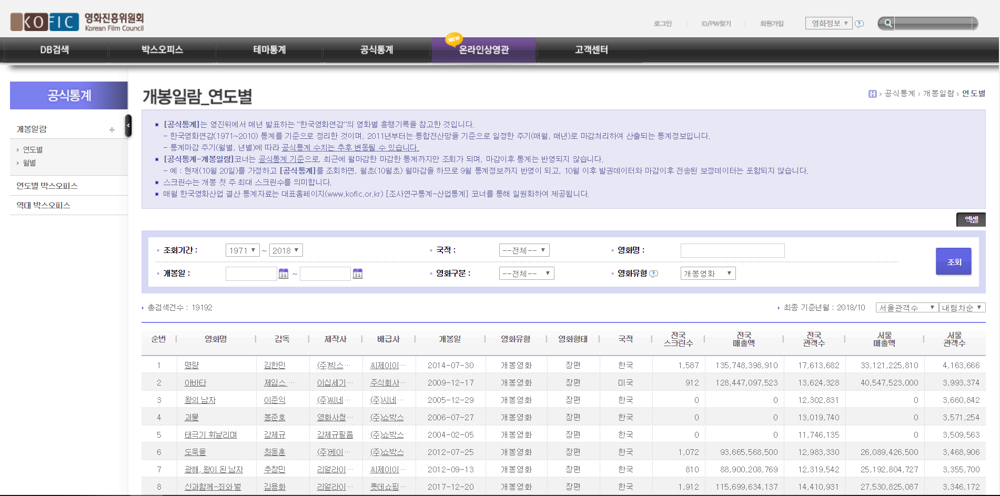 KOFIC 영화진흥위원회
Korean Film Council
로그인 ID/PW찾기 회원가입 영화정보 ▼ ?
DB검색 박스오피스 테마통계 공식통계 NEW 온라인상영관 고객센터
공식통계
개봉일람 +
연도별
월별
연도별 박스오피스
역대 박스오피스
개봉일람_연도별
H > 공식통계 > 개봉일람 > 연도별
[공식통계]는 영진위에서 매년 발표하는 “한국영화연감”의 영화별 흥행기록을 참고한 것입니다.
- 한국영화연감(1971~2010) 통계를 기준으로 정리한 것이며, 2011년부터는 통합전산망을 기준으로 일정한 주기(매월, 매년)로 마감처리하여 산출되는 통계정보입니다.
- 통계마감 주기(월별, 년별)에 따라 공식통계 수치는 추후 변동될 수 있습니다.
[공식통계-개봉일람]코너는 공식통계 기준으로, 최근에 월마감한 마감한 통계까지만 조회가 되며, 마감이후 통계는 반영되지 않습니다.
- 예 : 현재(10월 20일)를 가정하고 [공식통계]를 조회하면, 월초(10월초) 월마감을 하므로 9월 통계정보까지 반영이 되고, 10월 이후 발권데이터와 마감이후 전송된 보정데이터는 포함되지 않습니다.
스크린수는 개봉 첫 주 최대 스크린수를 의미합니다.
매월 한국영화산업 결산 통계자료는 대표홈페이지(www.kofic.or.kr) [조사연구통계-산업통계] 코너를 통해 일원화하여 제공됩니다.
엑셀
조회기간 : 1971 ▼ ~ 2018 ▼ 국적 : --전체-- ▼ 영화명 :
조회
개봉일 : 31 ~ 31 영화구분 : --전체-- ▼ 영화유형 ? 개봉영화 ▼
총검색건수 : 19192 최종 기준년월 : 2018/10 서울관객수 ▼ 내림차순 ▼
순번 영화명 감독 제작사 배급사 개봉일 영화유형 영화형태 국적 전국 스크린수 전국 매출액 전국 관객수 서울 매출액 서울 관객수
1 명량 김한민 (주)빅스… 씨제이이… 2014-07-30 개봉영화 장편 한국 1,587 135,748,398,910 17,613,682 33,121,225,810 4,163,666
2 아바타 제임스 … 이십세기… 주식회사… 2009-12-17 개봉영화 장편 미국 912 128,447,097,523 13,624,328 40,547,523,000 3,993,374
3 왕의 남자 이준익 (주)씨네… (주)시네… 2005-12-29 개봉영화 장편 한국 0 0 12,302,831 0 3,660,842
4 괴물 봉준호 영화사청… (주)쇼박스 2006-07-27 개봉영화 장편 한국 0 0 13,019,740 0 3,571,254
5 태극기 휘날리며 강제규 강제규필름 (주)쇼박스 2004-02-05 개봉영화 장편 한국 0 0 11,746,135 0 3,509,563
6 도둑들 최동훈 (주)케이… (주)쇼박스 2012-07-25 개봉영화 장편 한국 1,072 93,665,568,500 12,983,330 26,089,426,500 3,468,906
7 광해, 왕이 된 남자 추창민 리얼라이… 씨제이이… 2012-09-13 개봉영화 장편 한국 810 88,900,208,769 12,319,542 25,192,804,727 3,355,700
8 신과함께-죄와 벌 김용화 리얼라이… 롯데쇼핑… 2017-12-20 개봉영화 장편 한국 1,912 115,699,634,137 14,410,931 27,530,825,087 3,346,172